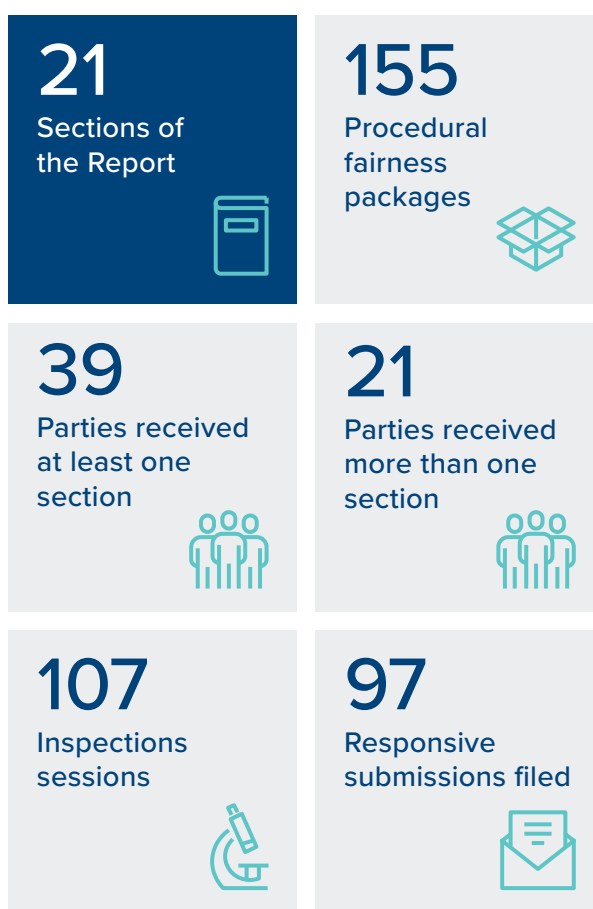 21
Sections of
the Report
155
Procedural
fairness
packages
39
Parties received
at least one
section
21
Parties received
more than one
section
107
Inspections
sessions
97
Responsive
submissions filed